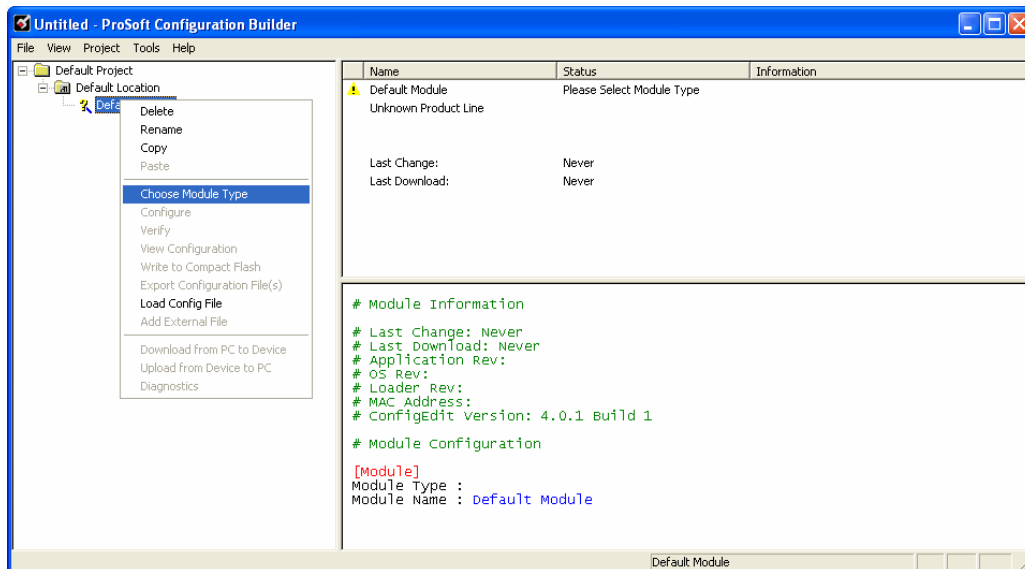 Untitled - ProSoft Configuration Builder
File View Project Tools Help
Default Project
Default Location
Defa
Delete
Rename
Copy
Paste
Choose Module Type
Configure
Verify
View Configuration
Write to Compact Flash
Export Configuration File(s)
Load Config File
Add External File
Download from PC to Device
Upload from Device to PC
Diagnostics
Name Status Information
Default Module Please Select Module Type
Unknown Product Line
Last Change: Never
Last Download: Never
# Module Information
# Last Change: Never
# Last Download: Never
# Application Rev:
# OS Rev:
# Loader Rev:
# MAC Address:
# ConfigEdit Version: 4.0.1 Build 1
# Module Configuration
[Module]
Module Type :
Module Name : Default Module
Default Module